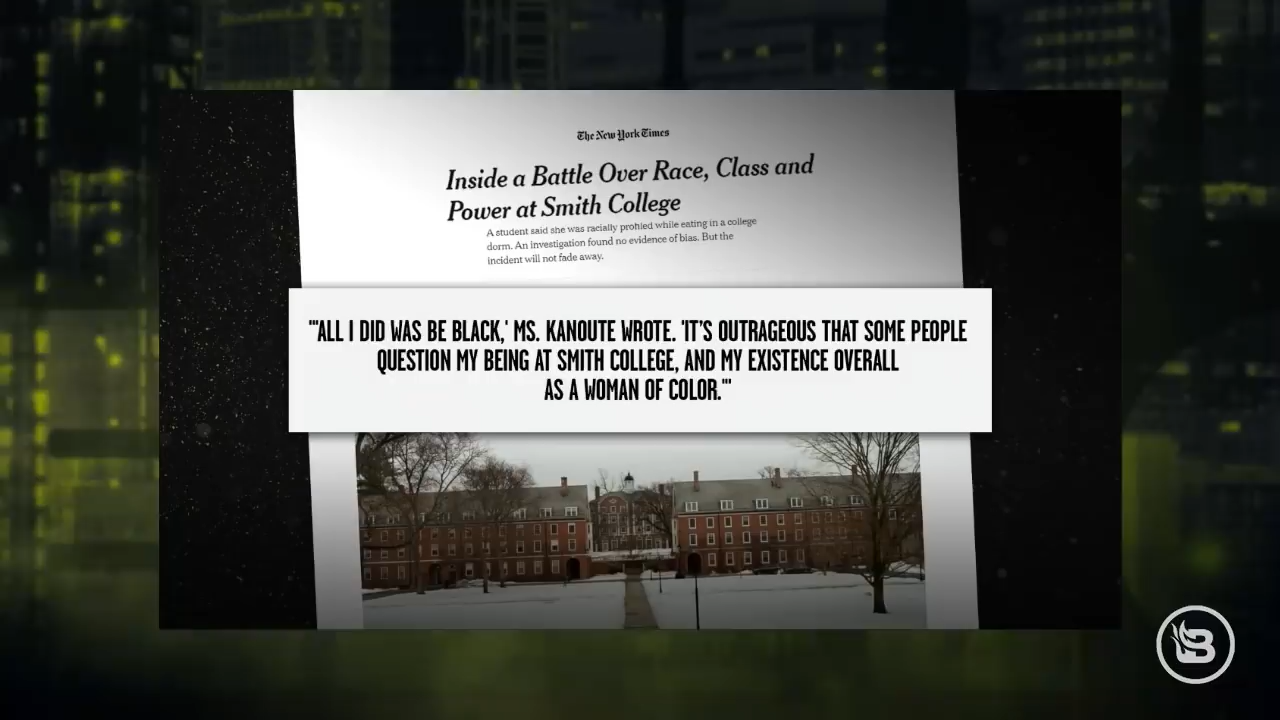 The New York Times
Inside a Battle Over Race, Class and
Power at Smith College
A student said she was racially profiled while eating in a college
dorm. An investigation found no evidence of bias. But the
incident will not fade away.
"'ALL I DID WAS BE BLACK,' MS. KANOUTE WROTE. 'IT'S OUTRAGEOUS THAT SOME PEOPLE
QUESTION MY BEING AT SMITH COLLEGE, AND MY EXISTENCE OVERALL
AS A WOMAN OF COLOR.'"
B